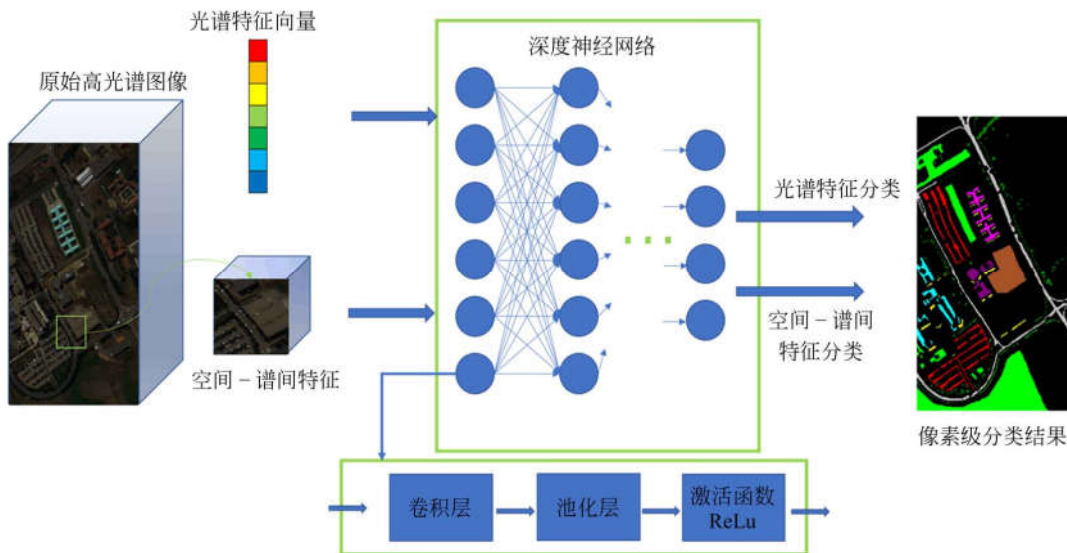 光谱特征向量
原始高光谱图像
深度神经网络
光谱特征分类
空间－谱间
特征分类
空间－谱间特征
像素级分类结果
卷积层
池化层
激活函数
ReLu